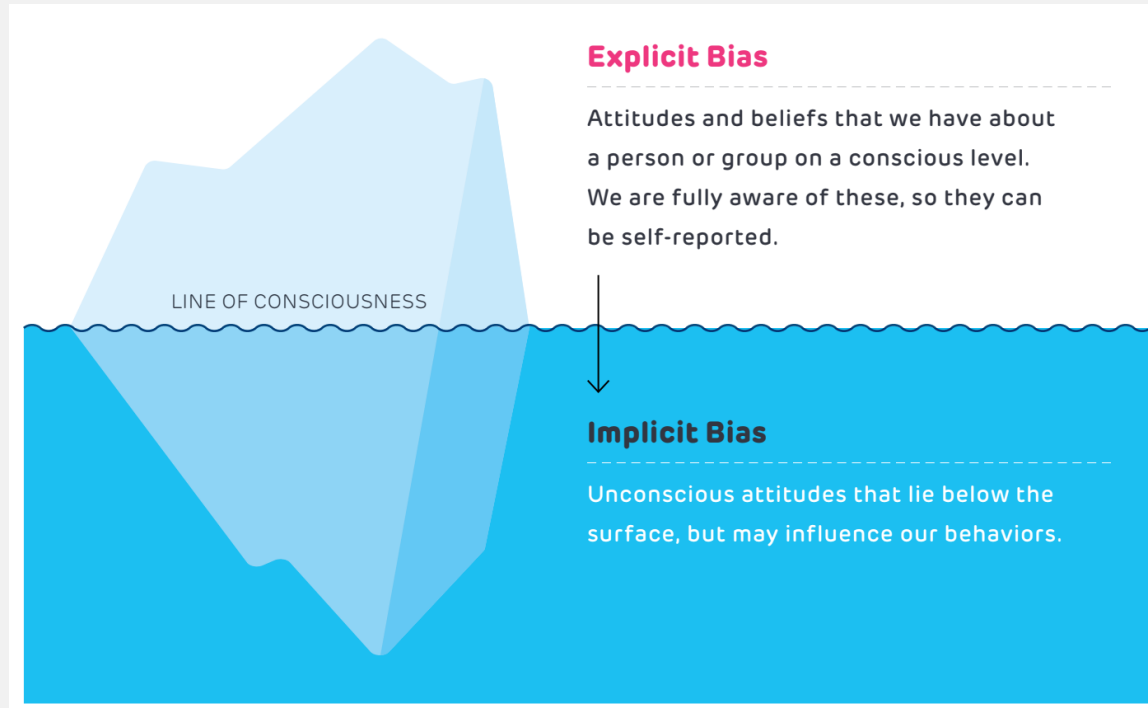 Explicit Bias
Attitudes and beliefs that we have about
a person or group on a conscious level.
We are fully aware of these, so they can
be self-reported.
LINE OF CONSCIOUSNESS
Implicit Bias
Unconscious attitudes that lie below the
surface, but may influence our behaviors.